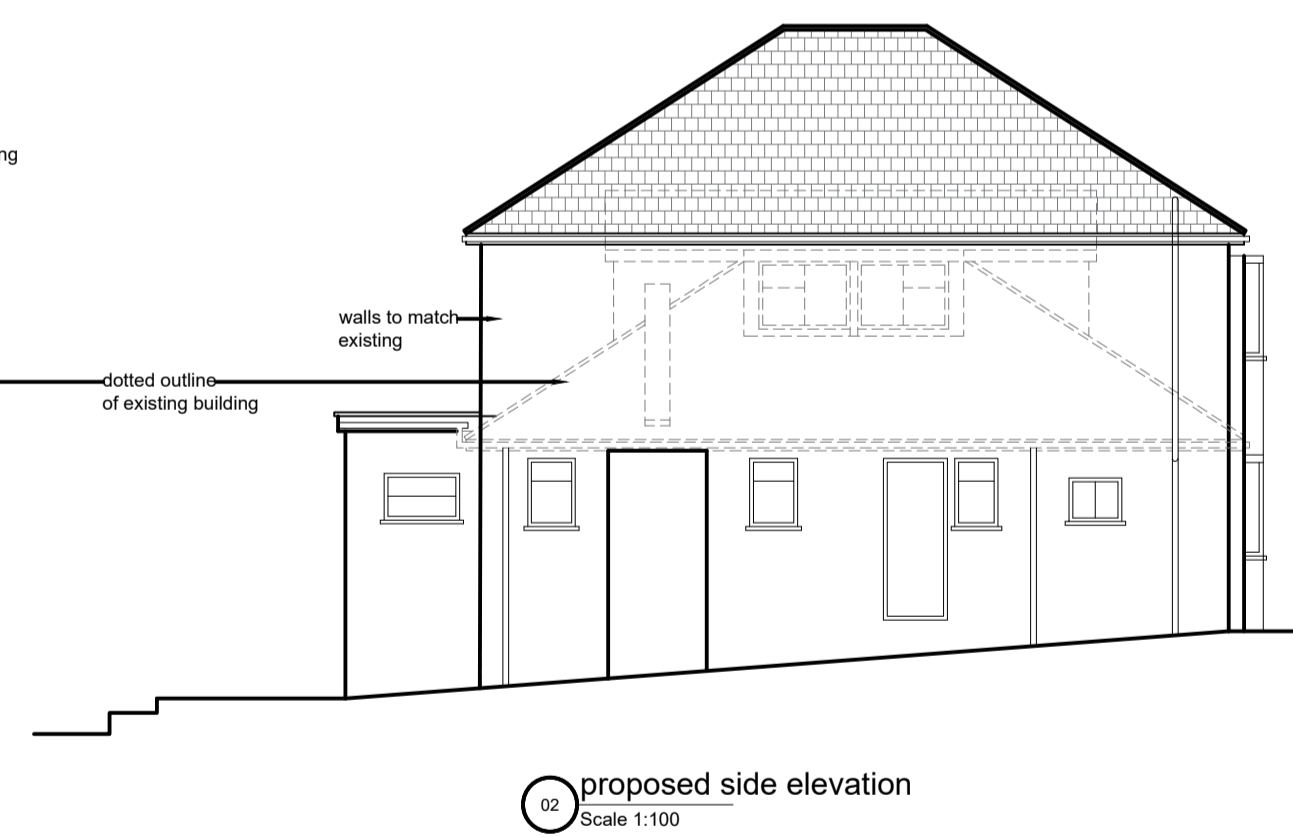 ng
walls to match
existing
dotted outline
of existing building
02
proposed side elevation
Scale 1:100